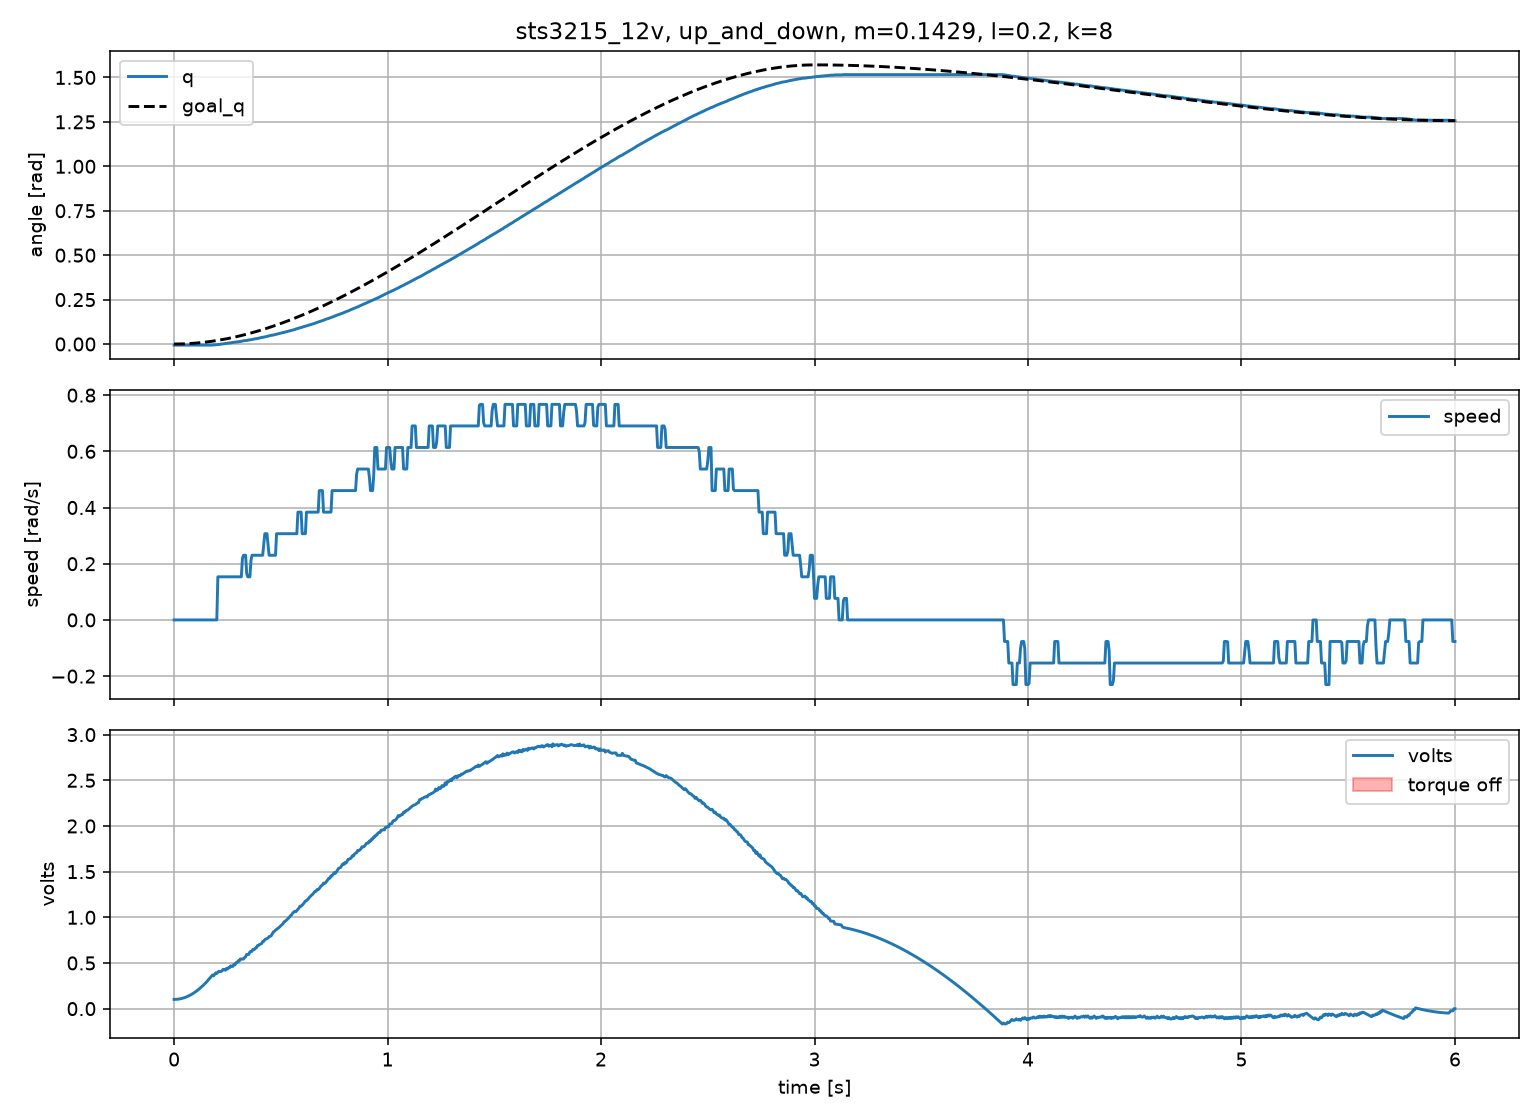 sts3215_12v, up_and_down, m=0.1429, l=0.2, k=8
q
goal_q
1.50
1.25
1.00
0.75
0.50
0.25
0.00
angle [rad]
speed
0.8
0.6
0.4
0.2
0.0
−0.2
speed [rad/s]
volts
torque off
3.0
2.5
2.0
1.5
1.0
0.5
0.0
volts
0 1 2 3 4 5 6
time [s]